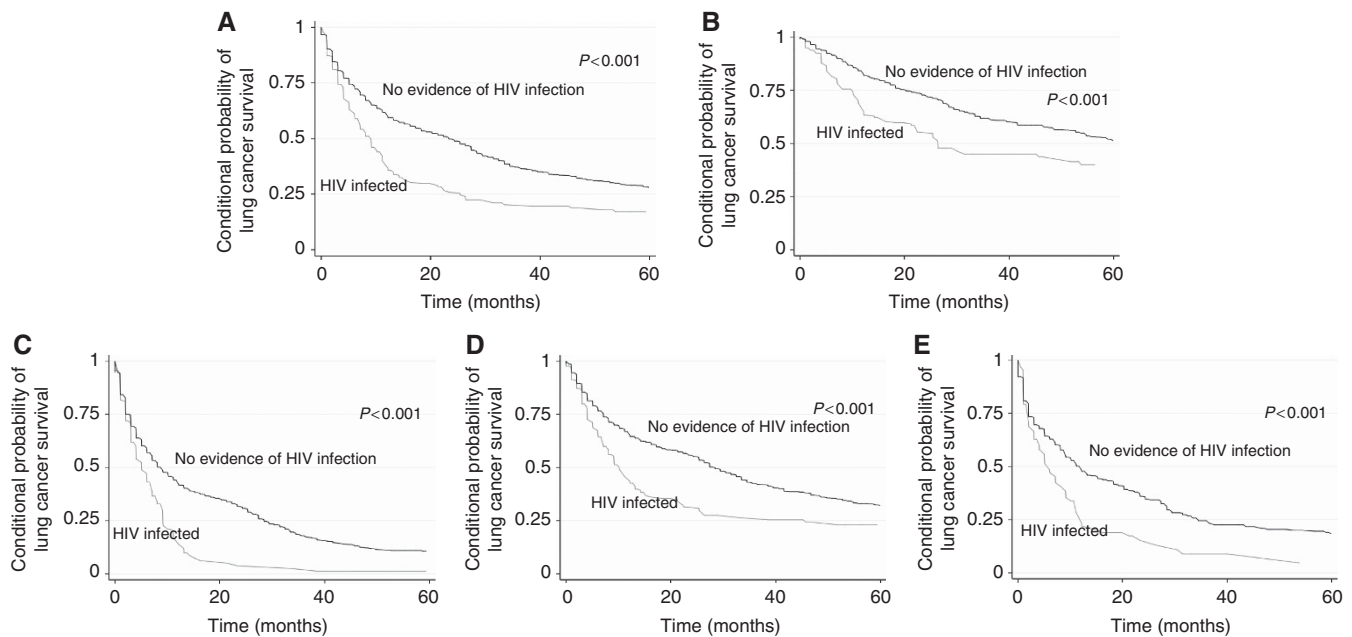 A
Conditional probability of
lung cancer survival
1
0.75
0.5
0.25
0
P<0.001
No evidence of HIV infection
HIV infected
0 20 40 60
Time (months)
B
Conditional probability of
lung cancer survival
1
0.75
0.5
0.25
0
No evidence of HIV infection
P<0.001
HIV infected
0 20 40 60
Time (months)
C
Conditional probability of
lung cancer survival
1
0.75
0.5
0.25
0
P<0.001
No evidence of HIV infection
HIV infected
0 20 40 60
Time (months)
D
Conditional probability of
lung cancer survival
1
0.75
0.5
0.25
0
P<0.001
No evidence of HIV infection
HIV infected
0 20 40 60
Time (months)
E
Conditional probability of
lung cancer survival
1
0.75
0.5
0.25
0
P<0.001
No evidence of HIV infection
HIV infected
0 20 40 60
Time (months)